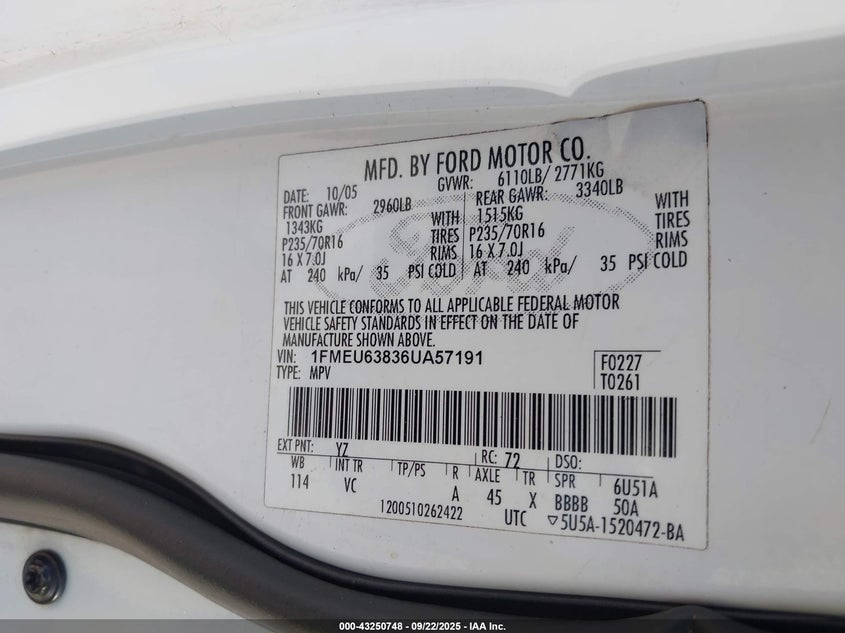 MFD. BY FORD MOTOR CO.
DATE: 10/05 GVWR: 6110LB/ 2771KG
FRONT GAWR: 2960LB REAR GAWR: 3340LB
1343KG WITH 1515KG WITH
P235/70R16 TIRES P235/70R16 TIRES
16 X 7.0J RIMS 16 X 7.0J RIMS
AT 240 kPa/ 35 PSI COLD AT 240 kPa/ 35 PSI COLD
Ford
THIS VEHICLE CONFORMS TO ALL APPLICABLE FEDERAL MOTOR
VEHICLE SAFETY STANDARDS IN EFFECT ON THE DATE OF
MANUFACTURE SHOWN ABOVE.
VIN: 1FMEU63836UA57191
TYPE: MPV
F0227
T0261
EXT PNT: YZ RC: 72 DSO:
WB INT TR TP/PS R AXLE TR SPR 6U51A
114 VC A 45 X BBBB 50A
1200510262422 UTC ▽5U5A-1520472-BA
000-43250748 - 09/22/2025 - IAA Inc.